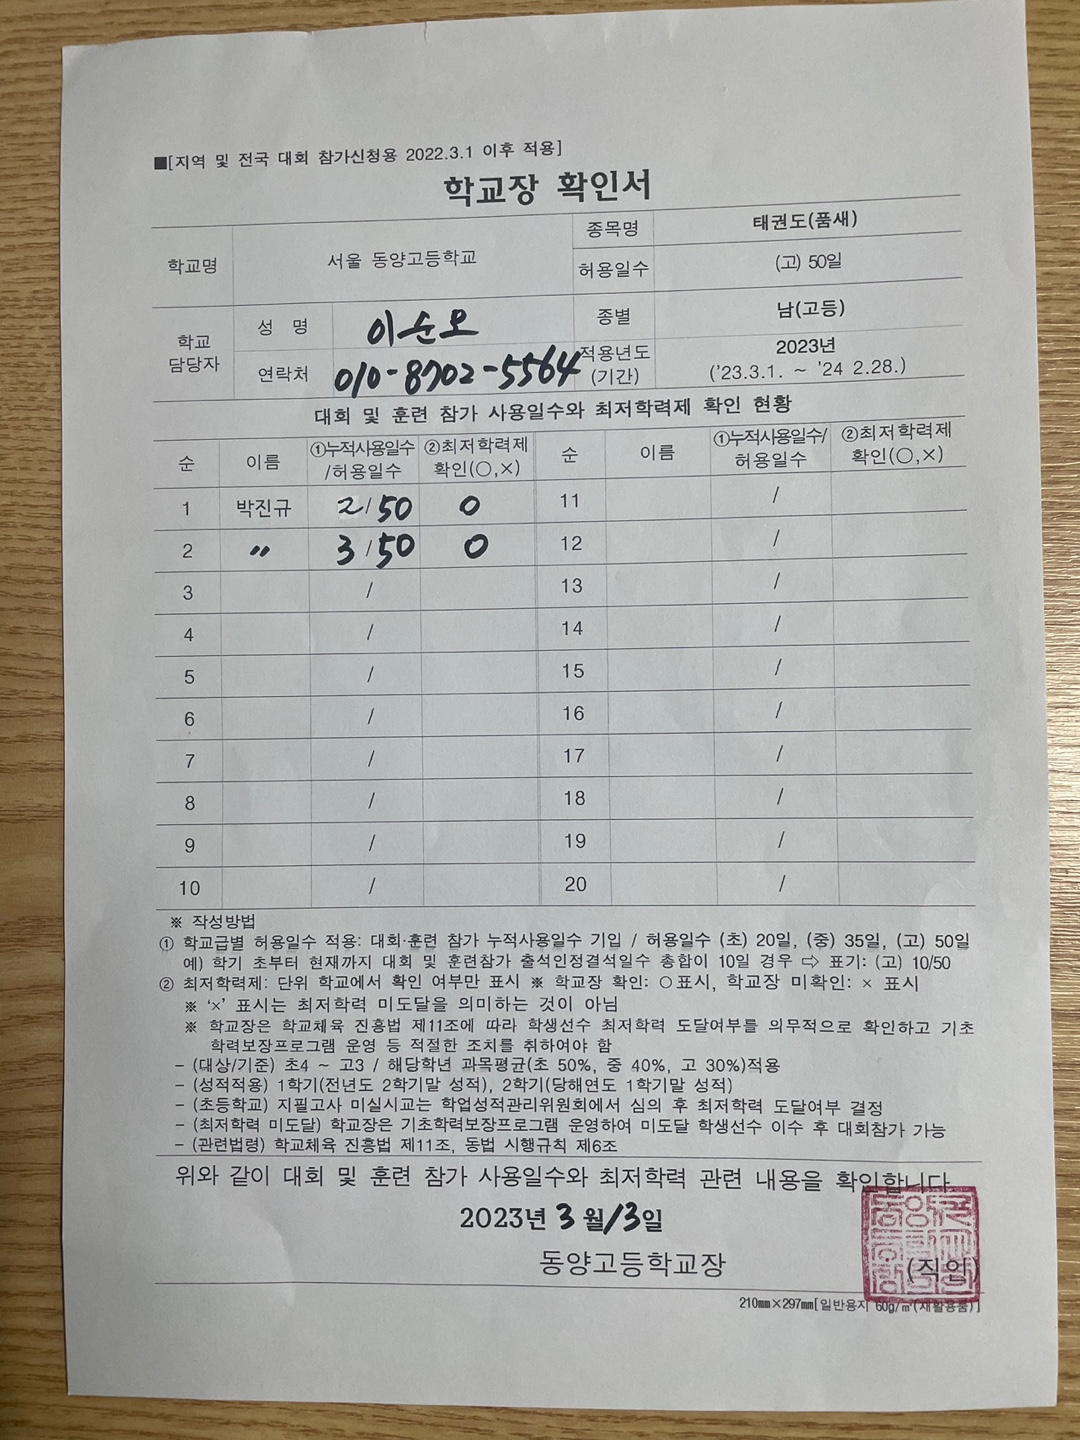 ■[지역 및 전국 대회 참가신청용 2022.3.1 이후 적용]
학교장 확인서
학교명 서울 동양고등학교 종목명 태권도(품새)
허용일수 (고) 50일
학교 담당자 성 명 이순오 종별 남(고등)
연락처 010-8702-5564 적용년도 (기간) 2023년 ('23.3.1. ~ '24 2.28.)
대회 및 훈련 참가 사용일수와 최저학력제 확인 현황
순 이름 ①누적사용일수 /허용일수 ②최저학력제 확인(○,×) 순 이름 ①누적사용일수/ 허용일수 ②최저학력제 확인(○,×)
1 박진규 2/50 O 11 /
2 〃 3/50 O 12 /
3 / 13 /
4 / 14 /
5 / 15 /
6 / 16 /
7 / 17 /
8 / 18 /
9 / 19 /
10 / 20 /
※ 작성방법
① 학교급별 허용일수 적용: 대회·훈련 참가 누적사용일수 기입 / 허용일수 (초) 20일, (중) 35일, (고) 50일
예) 학기 초부터 현재까지 대회 및 훈련참가 출석인정결석일수 총합이 10일 경우 ⇨ 표기: (고) 10/50
② 최저학력제: 단위 학교에서 확인 여부만 표시 ※ 학교장 확인: ○표시, 학교장 미확인: × 표시
※ '×' 표시는 최저학력 미도달을 의미하는 것이 아님
※ 학교장은 학교체육 진흥법 제11조에 따라 학생선수 최저학력 도달여부를 의무적으로 확인하고 기초
학력보장프로그램 운영 등 적절한 조치를 취하여야 함
- (대상/기준) 초4 ~ 고3 / 해당학년 과목평균(초 50%, 중 40%, 고 30%)적용
- (성적적용) 1학기(전년도 2학기말 성적), 2학기(당해연도 1학기말 성적)
- (초등학교) 지필고사 미실시교는 학업성적관리위원회에서 심의 후 최저학력 도달여부 결정
- (최저학력 미도달) 학교장은 기초학력보장프로그램 운영하여 미도달 학생선수 이수 후 대회참가 가능
- (관련법령) 학교체육 진흥법 제11조, 동법 시행규칙 제6조
위와 같이 대회 및 훈련 참가 사용일수와 최저학력 관련 내용을 확인합니다.
2023년 3월 13일
동양고등학교장 (직인)
210㎜×297㎜[일반용지 60g/㎡(재활용품)]